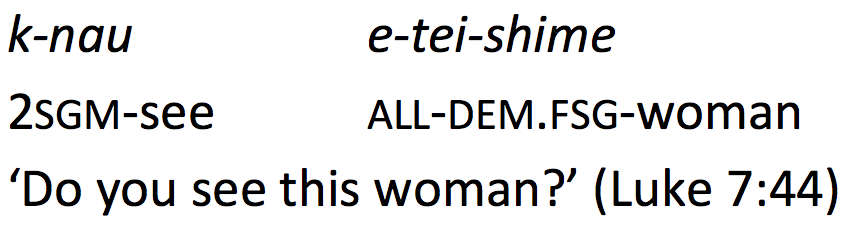 k-nau e-tei-shime
2SGM-see ALL-DEM.FSG-woman
‘Do you see this woman?’ (Luke 7:44)